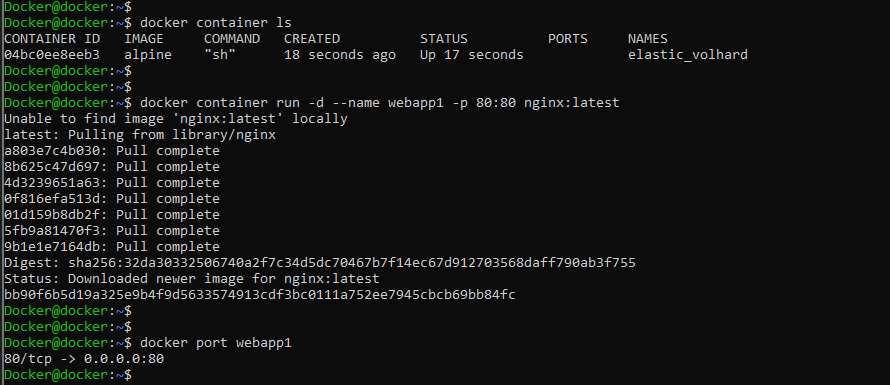 Docker@docker:~$
Docker@docker:~$ docker container ls
CONTAINER ID   IMAGE     COMMAND   CREATED          STATUS          PORTS     NAMES
04bc0ee8eeb3   alpine    "sh"      18 seconds ago   Up 17 seconds             elastic_volhard
Docker@docker:~$
Docker@docker:~$
Docker@docker:~$ docker container run -d --name webapp1 -p 80:80 nginx:latest
Unable to find image 'nginx:latest' locally
latest: Pulling from library/nginx
a803e7c4b030: Pull complete
8b625c47d697: Pull complete
4d3239651a63: Pull complete
0f816efa513d: Pull complete
01d159b8db2f: Pull complete
5fb9a81470f3: Pull complete
9b1e1e7164db: Pull complete
Digest: sha256:32da30332506740a2f7c34d5dc70467b7f14ec67d912703568daff790ab3f755
Status: Downloaded newer image for nginx:latest
bb90f6b5d19a325e9b4f9d5633574913cdf3bc0111a752ee7945cbcb69bb84fc
Docker@docker:~$
Docker@docker:~$
Docker@docker:~$ docker port webapp1
80/tcp -> 0.0.0.0:80
Docker@docker:~$